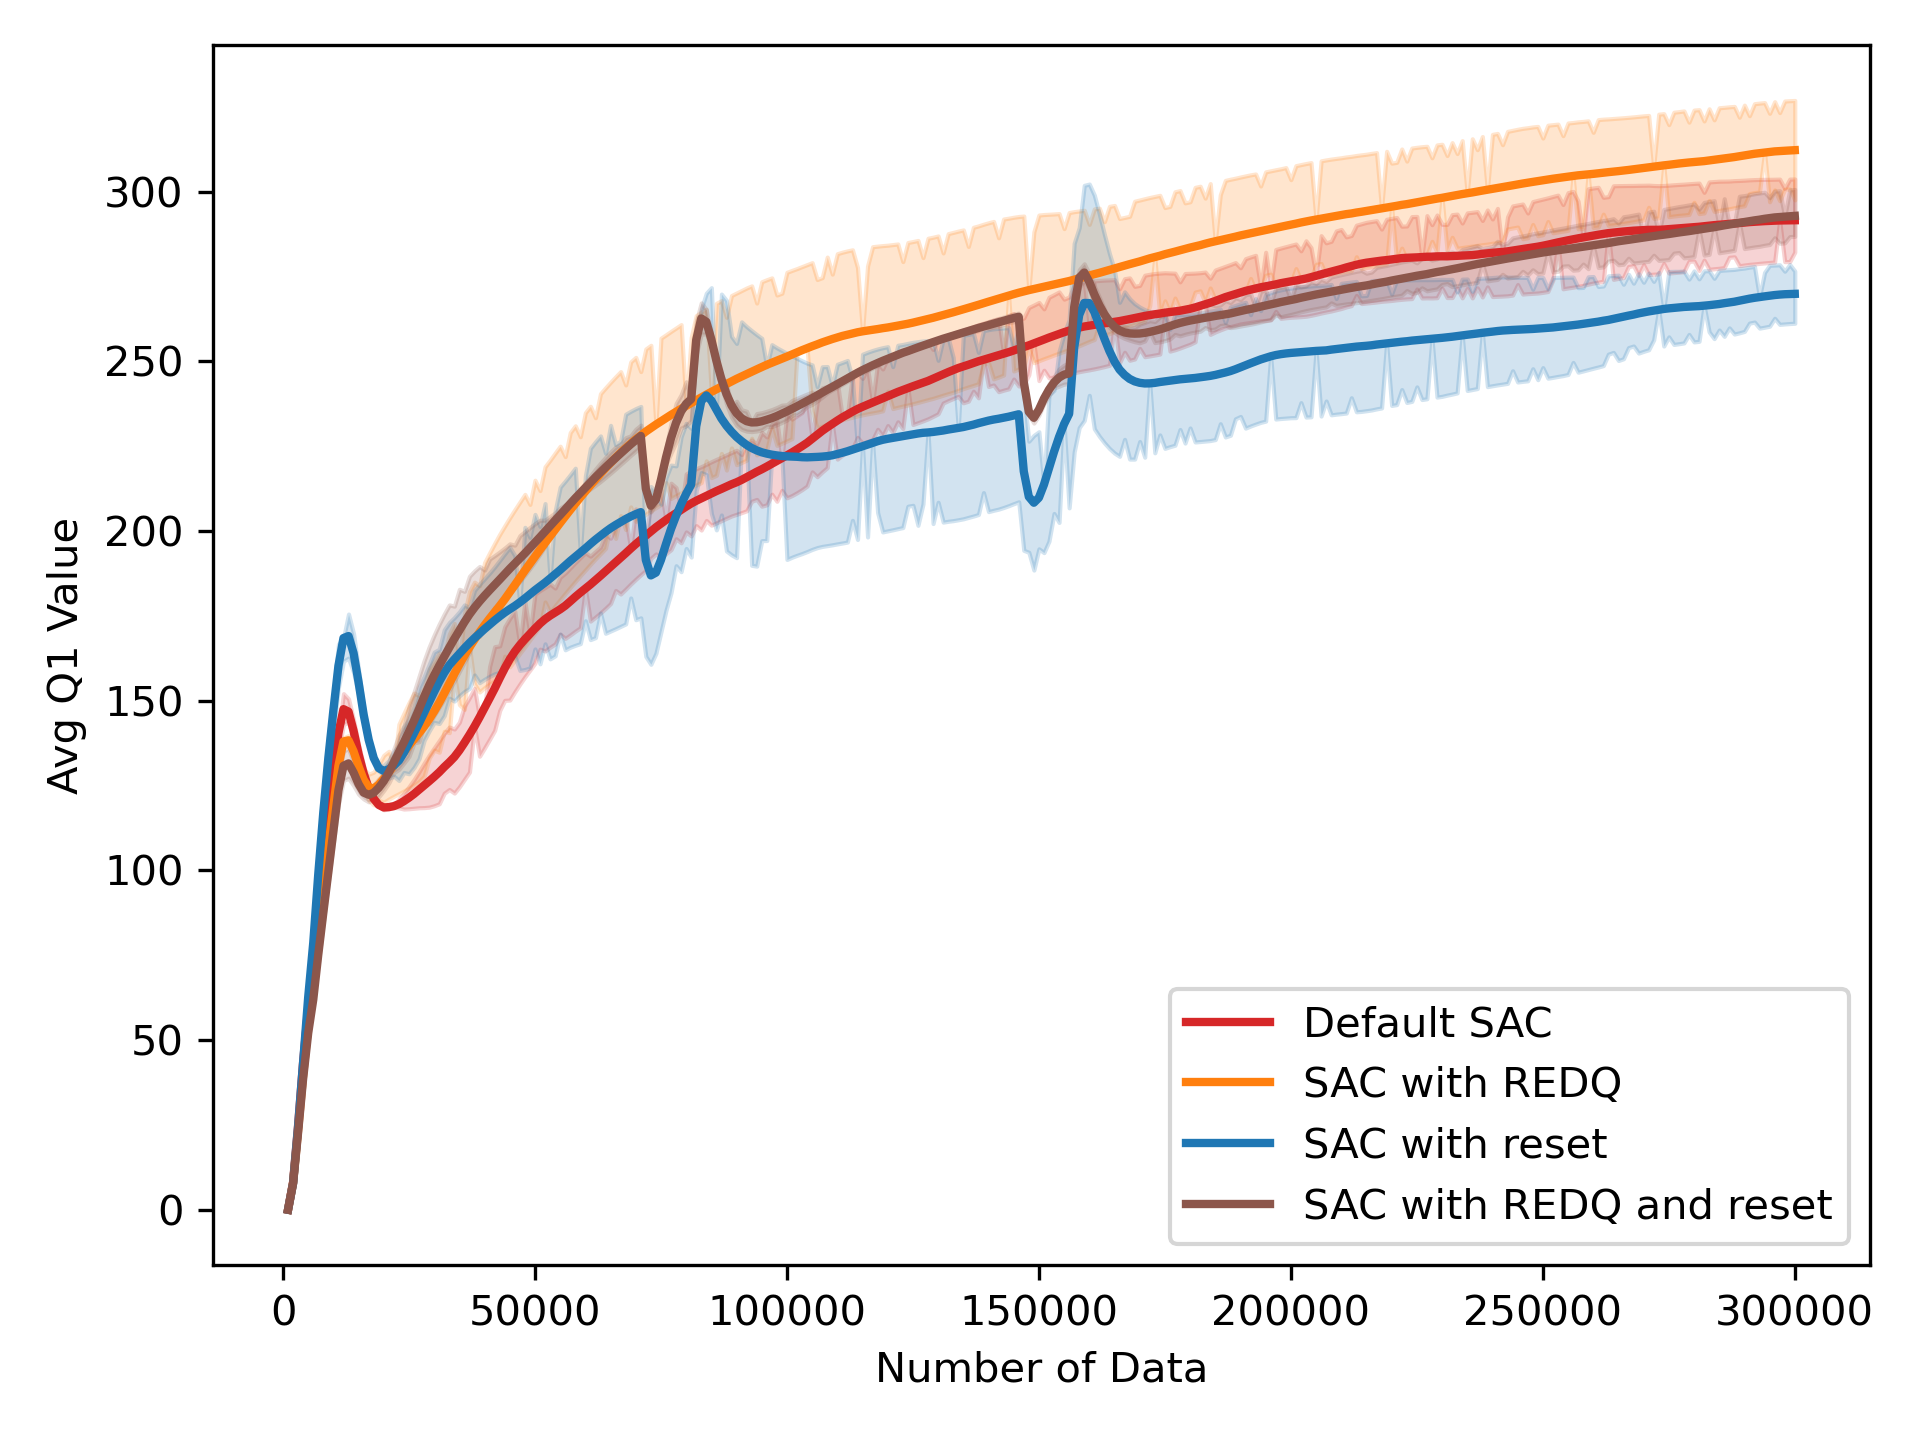 300
250
200
150
100
50
0
Avg Q1 Value
0 50000 100000 150000 200000 250000 300000
Number of Data
Default SAC
SAC with REDQ
SAC with reset
SAC with REDQ and reset